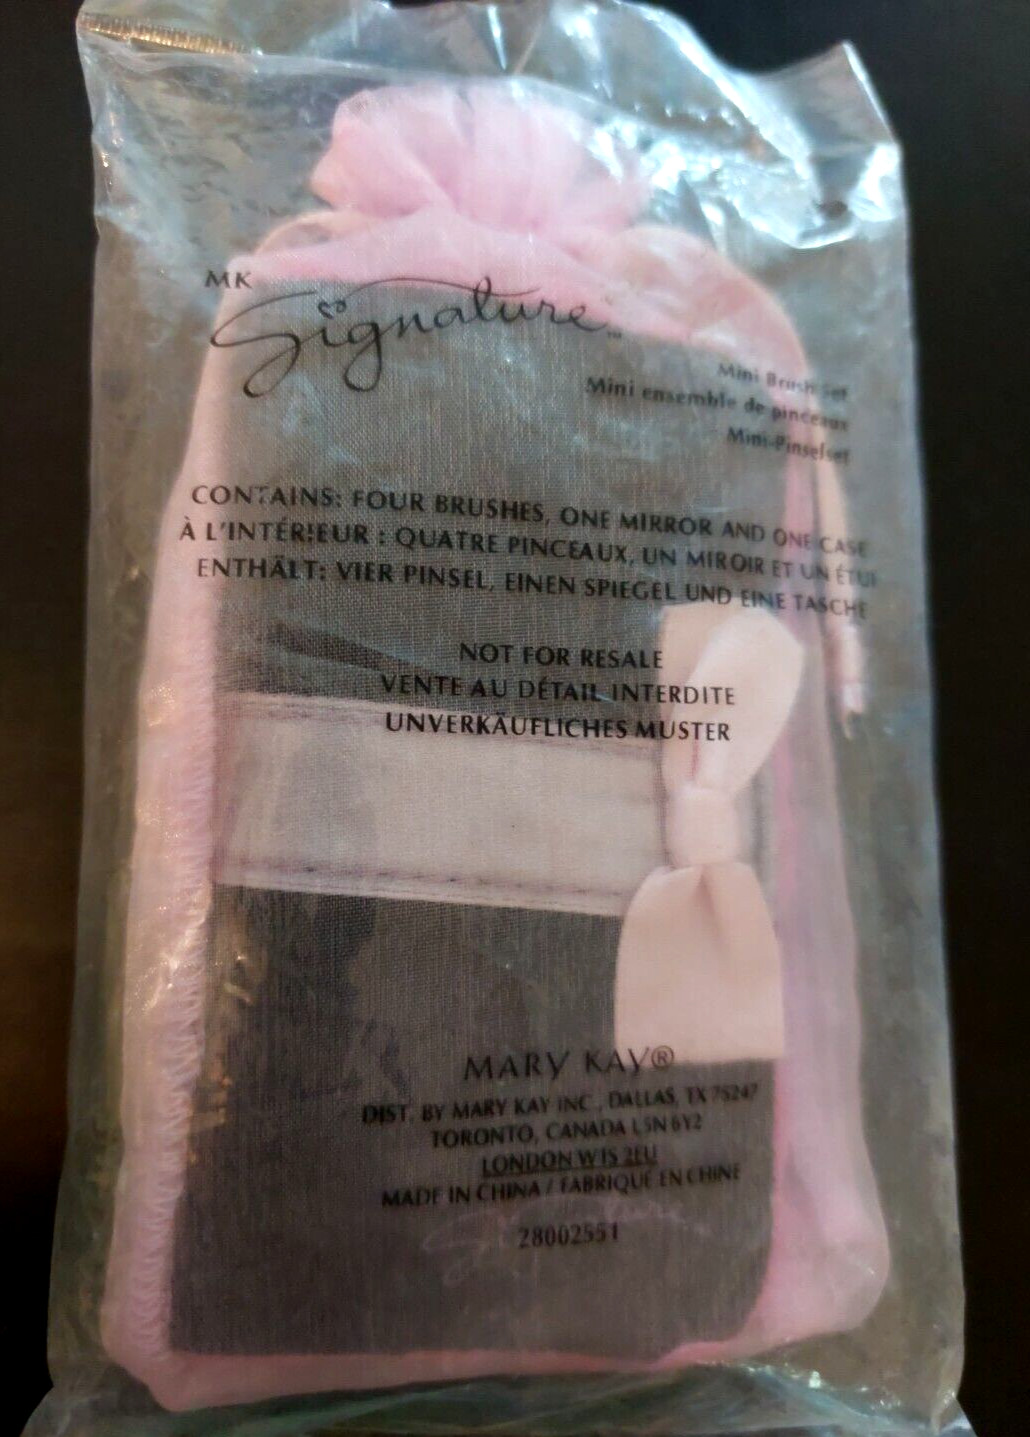 MK
Signature™
Mini Brush Set
Mini ensemble de pinceaux
Mini-Pinselset
CONTAINS: FOUR BRUSHES, ONE MIRROR AND ONE CASE
À L'INTÉRIEUR : QUATRE PINCEAUX, UN MIROIR ET UN ÉTUI
ENTHÄLT: VIER PINSEL, EINEN SPIEGEL UND EINE TASCHE
NOT FOR RESALE
VENTE AU DÉTAIL INTERDITE
UNVERKÄUFLICHES MUSTER
MARY KAY®
DIST. BY MARY KAY INC., DALLAS, TX 75247
TORONTO, CANADA L5N 6Y2
LONDON W1S 2EU
MADE IN CHINA / FABRIQUÉ EN CHINE
Signature
28002551